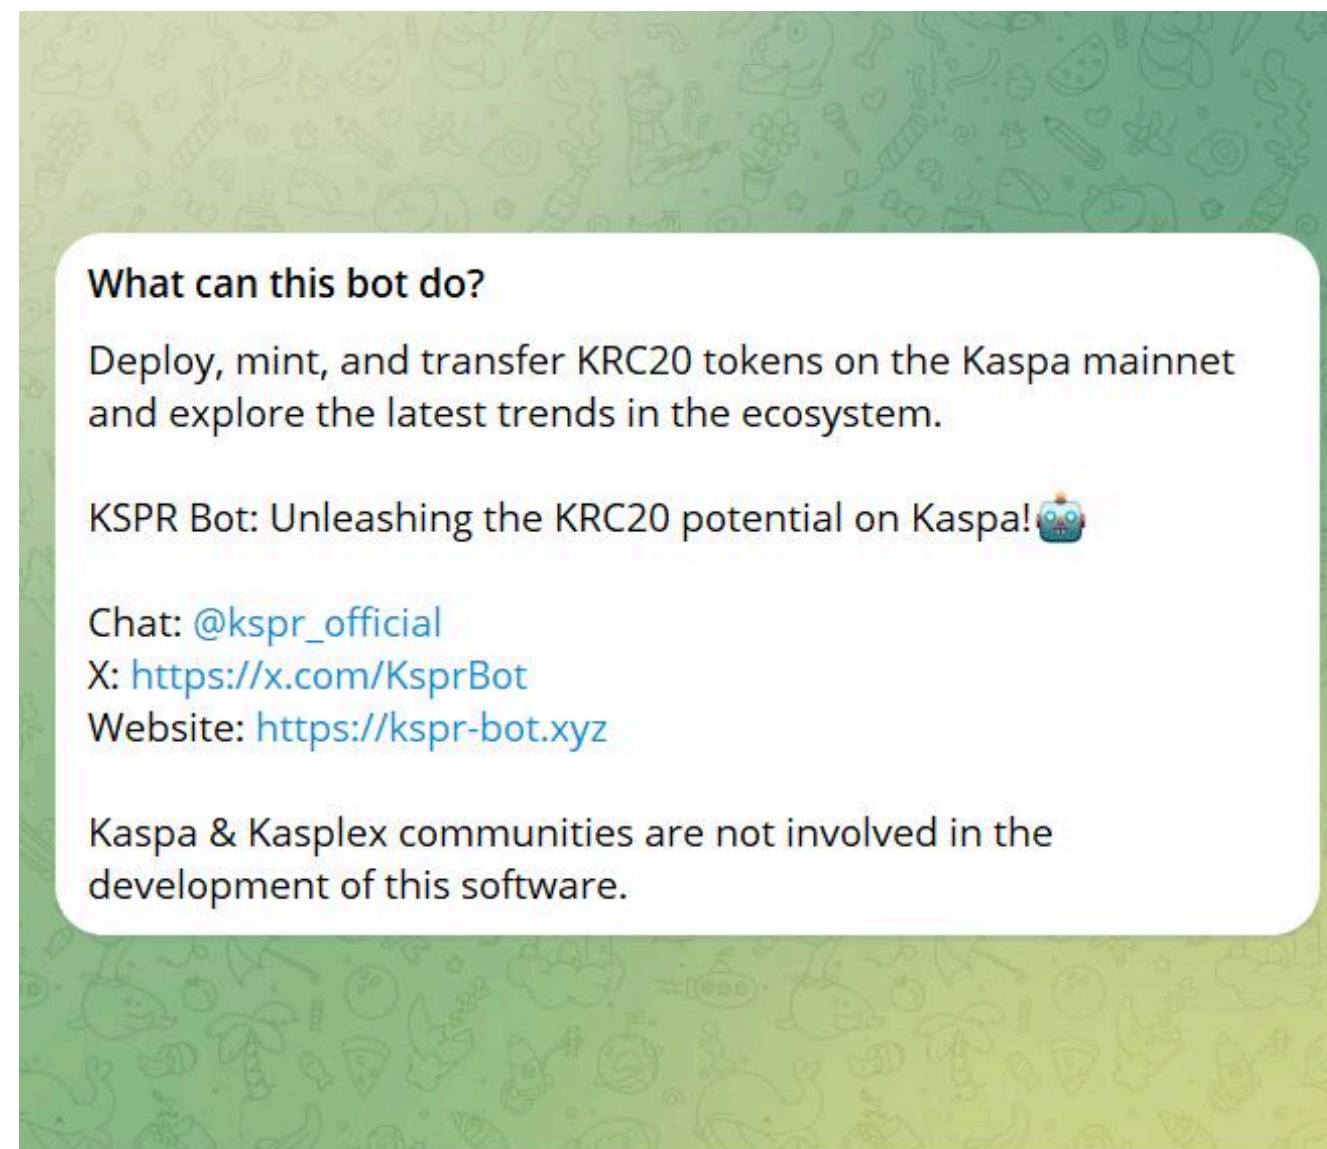 What can this bot do?
Deploy, mint, and transfer KRC20 tokens on the Kaspa mainnet
and explore the latest trends in the ecosystem.
KSPR Bot: Unleashing the KRC20 potential on Kaspa!🤖
Chat: @kspr_official
X: https://x.com/KsprBot
Website: https://kspr-bot.xyz
Kaspa & Kasplex communities are not involved in the
development of this software.